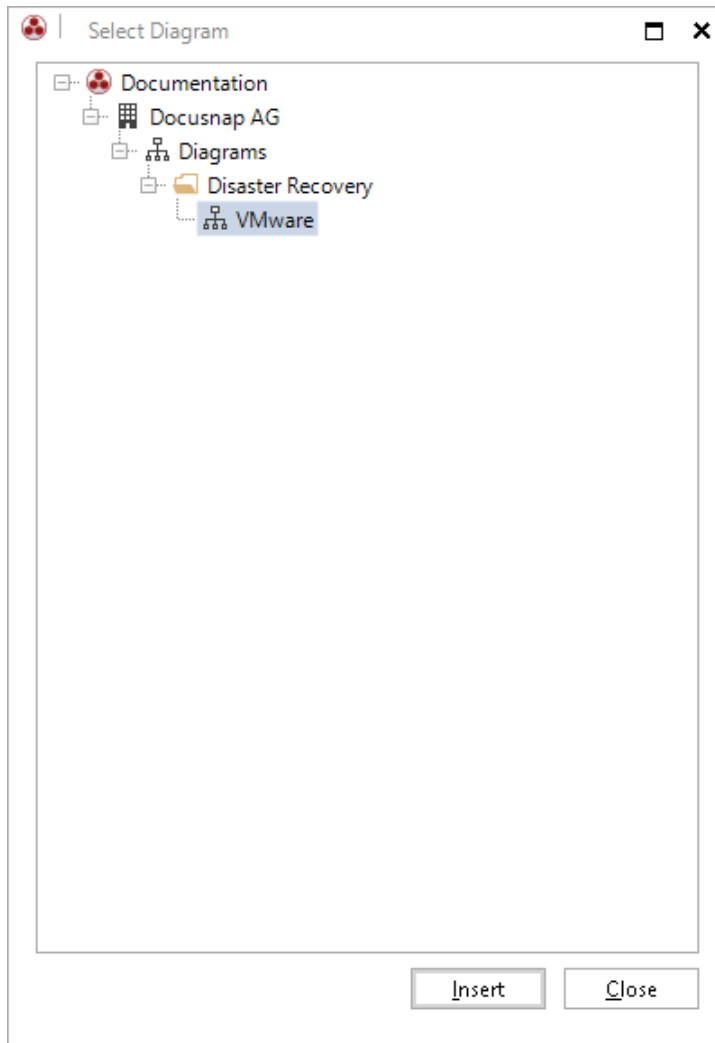 Select Diagram
Documentation
Docusnap AG
Diagrams
Disaster Recovery
VMware
Insert Close